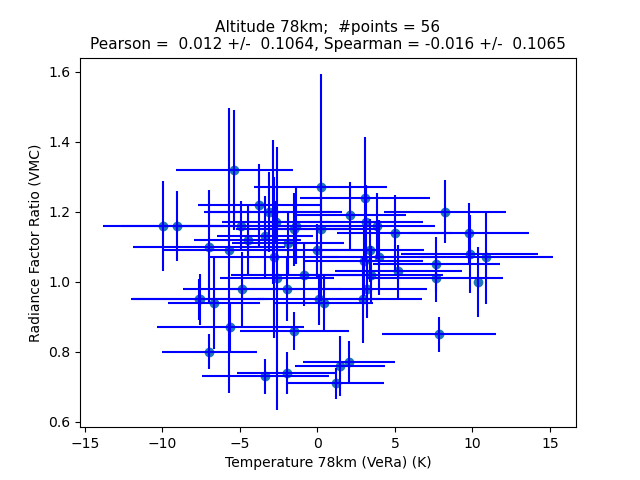 Altitude 78km;  #points = 56
Pearson =  0.012 +/-  0.1064, Spearman = -0.016 +/-  0.1065
1.6
1.4
1.2
1.0
0.8
0.6
Radiance Factor Ratio (VMC)
−15 −10 −5 0 5 10 15
Temperature 78km (VeRa) (K)